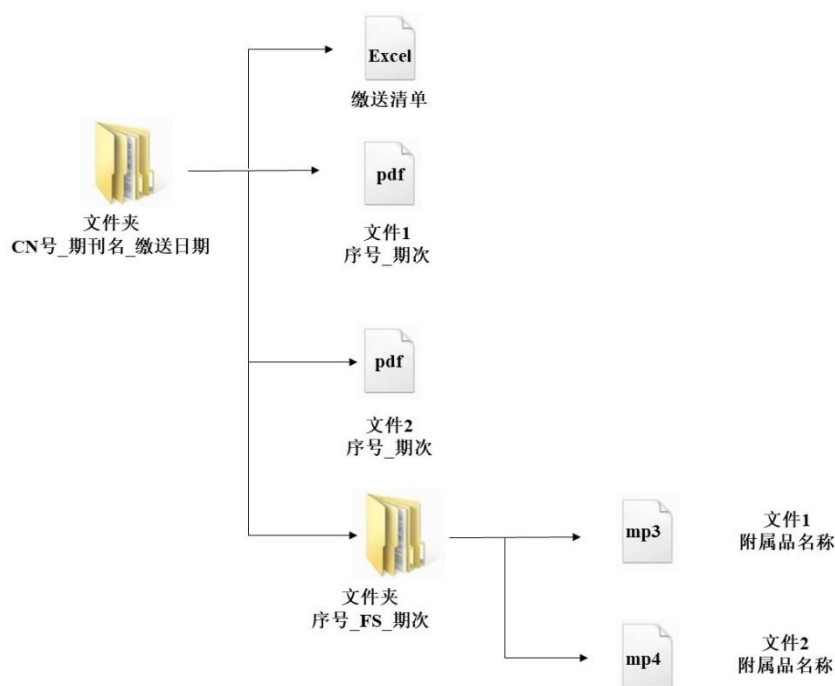 Excel
缴送清单
文件夹
CN号_期刊名_缴送日期
pdf
文件1
序号_期次
pdf
文件2
序号_期次
文件夹
序号_FS_期次
mp3
文件1
附属品名称
mp4
文件2
附属品名称